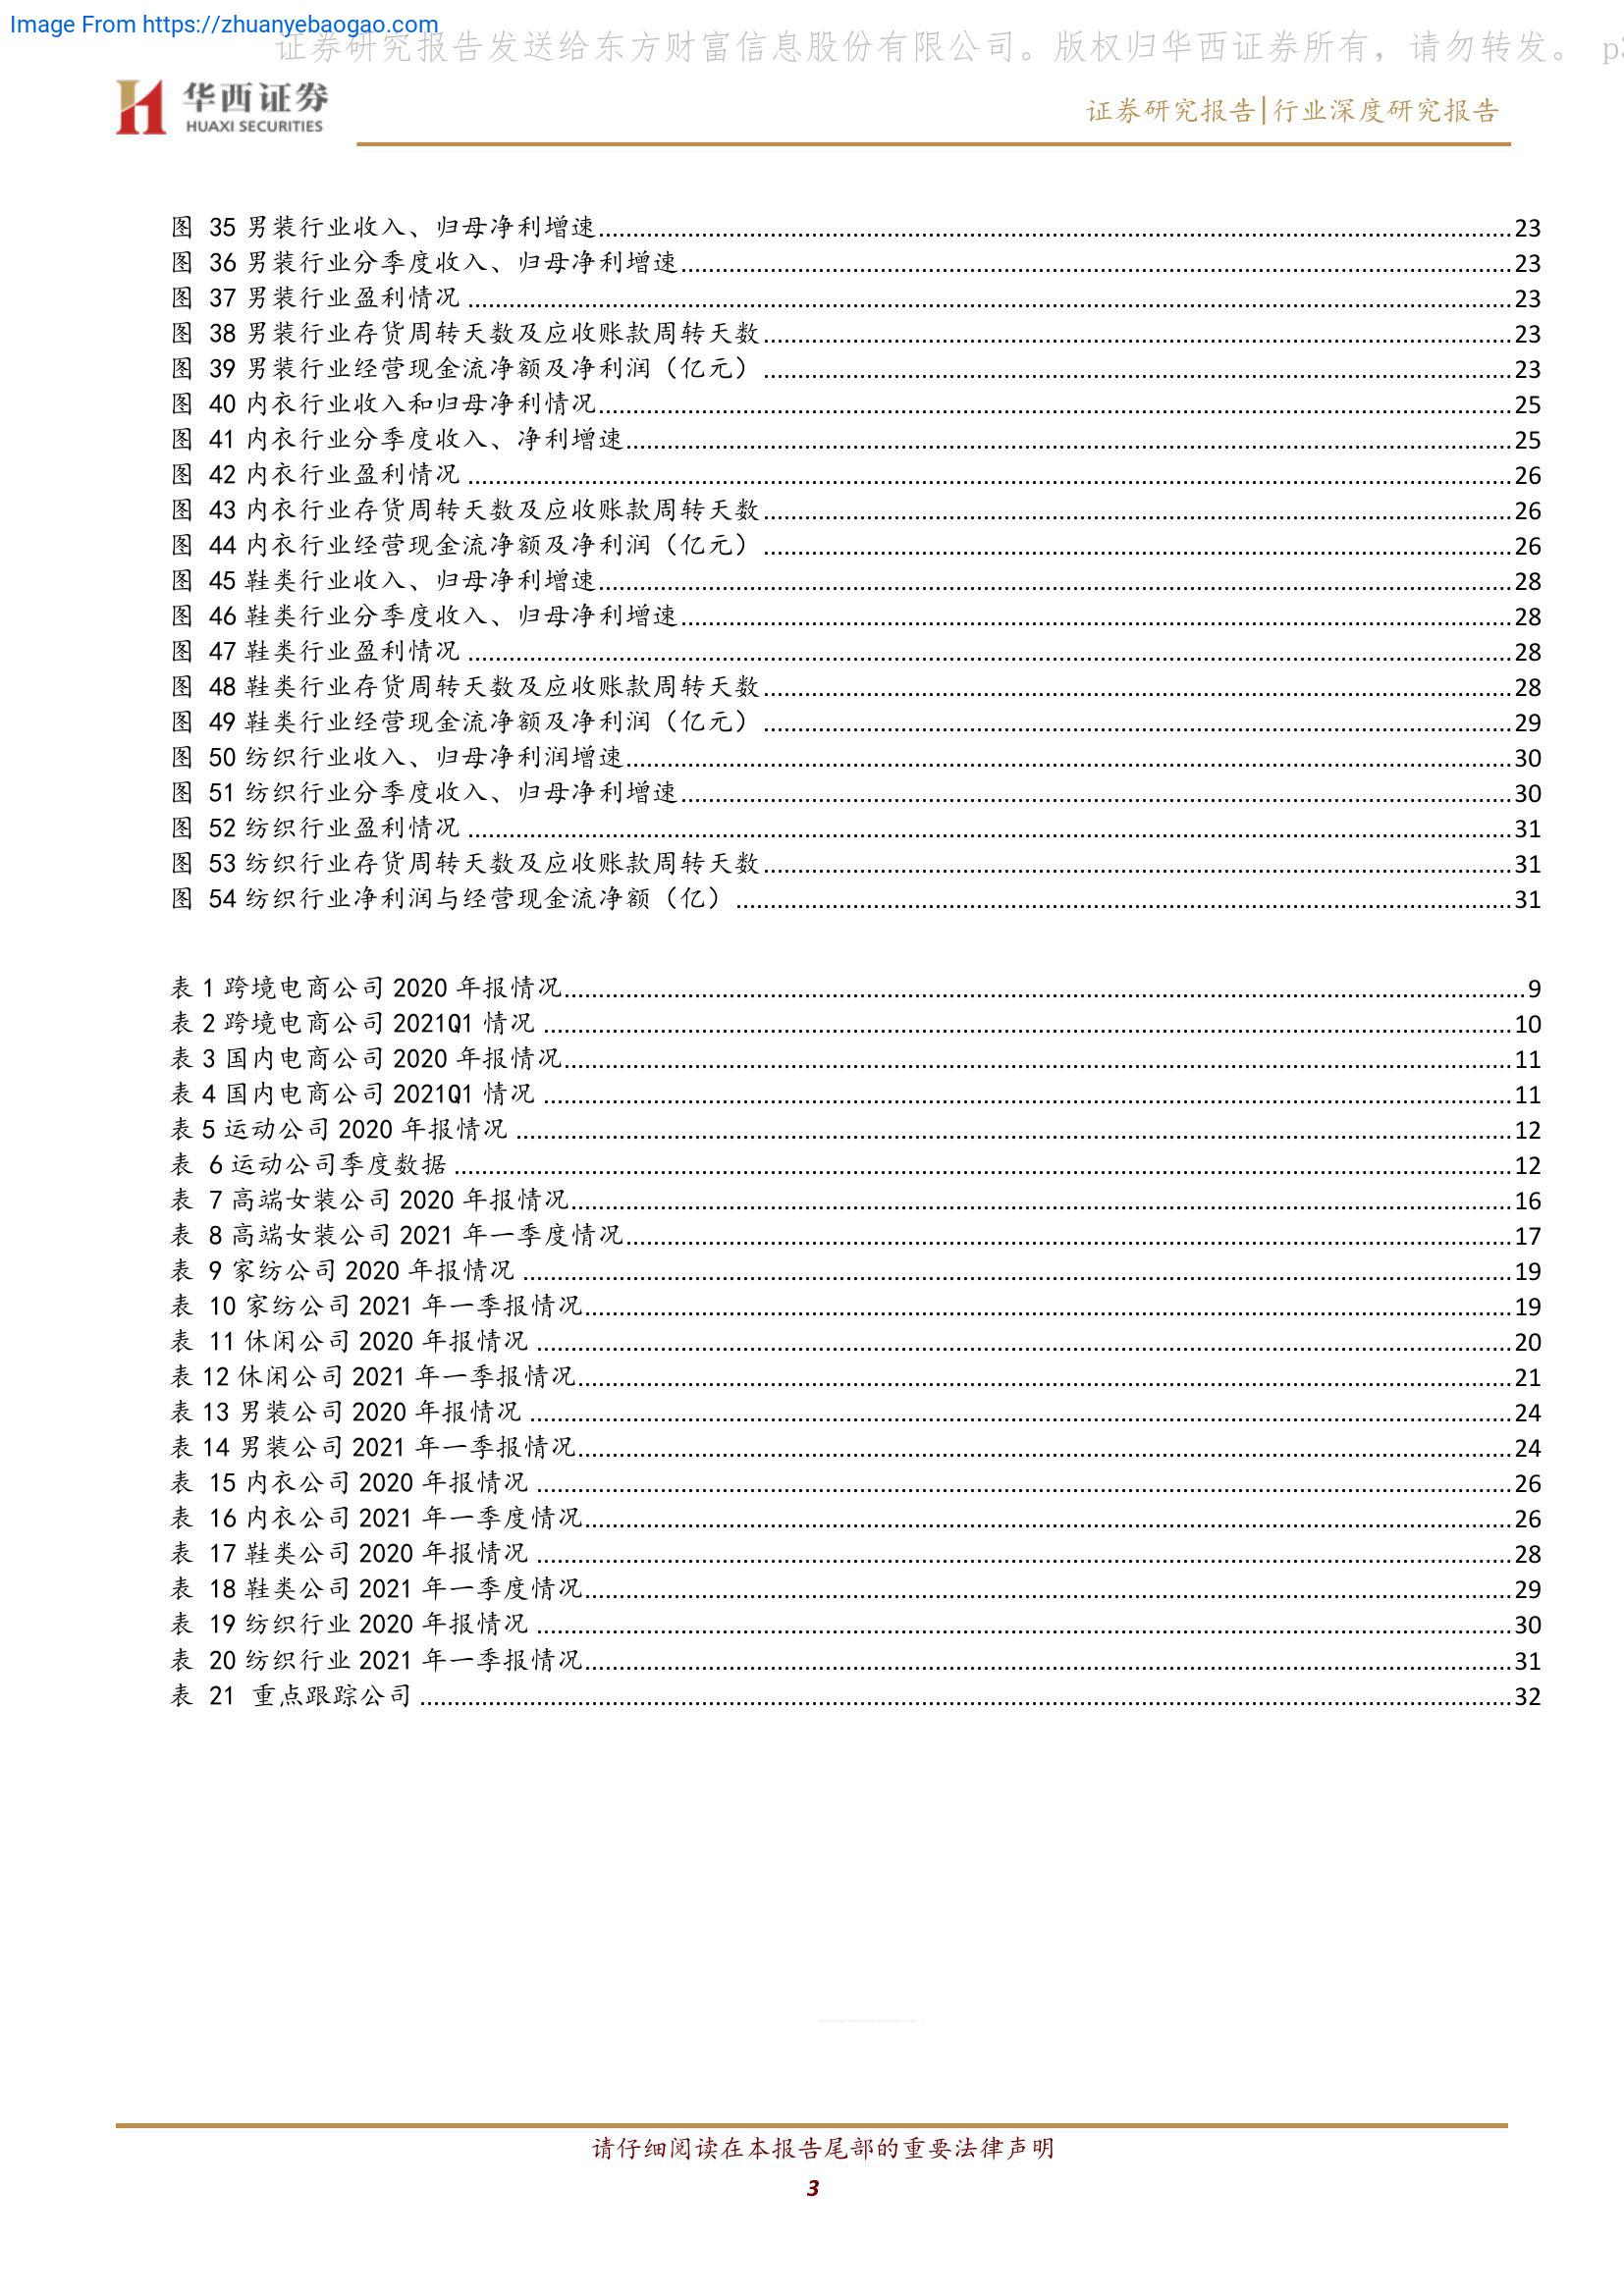 Image From https://zhuanyebaogao.com
证券研究报告发送给东方财富信息股份有限公司。版权归华西证券所有，请勿转发。
华西证券
HUAXI SECURITIES
证券研究报告|行业深度研究报告
图 35 男装行业收入、归母净利增速 23
图 36 男装行业分季度收入、归母净利增速 23
图 37 男装行业盈利情况 23
图 38 男装行业存货周转天数及应收账款周转天数 23
图 39 男装行业经营现金流净额及净利润（亿元） 23
图 40 内衣行业收入和归母净利情况 25
图 41 内衣行业分季度收入、净利增速 25
图 42 内衣行业盈利情况 26
图 43 内衣行业存货周转天数及应收账款周转天数 26
图 44 内衣行业经营现金流净额及净利润（亿元） 26
图 45 鞋类行业收入、归母净利增速 28
图 46 鞋类行业分季度收入、归母净利增速 28
图 47 鞋类行业盈利情况 28
图 48 鞋类行业存货周转天数及应收账款周转天数 28
图 49 鞋类行业经营现金流净额及净利润（亿元） 29
图 50 纺织行业收入、归母净利润增速 30
图 51 纺织行业分季度收入、归母净利增速 30
图 52 纺织行业盈利情况 31
图 53 纺织行业存货周转天数及应收账款周转天数 31
图 54 纺织行业净利润与经营现金流净额（亿） 31
表 1 跨境电商公司 2020 年报情况 9
表 2 跨境电商公司 2021Q1 情况 10
表 3 国内电商公司 2020 年报情况 11
表 4 国内电商公司 2021Q1 情况 11
表 5 运动公司 2020 年报情况 12
表 6 运动公司季度数据 12
表 7 高端女装公司 2020 年报情况 16
表 8 高端女装公司 2021 年一季度情况 17
表 9 家纺公司 2020 年报情况 19
表 10 家纺公司 2021 年一季报情况 19
表 11 休闲公司 2020 年报情况 20
表 12 休闲公司 2021 年一季报情况 21
表 13 男装公司 2020 年报情况 24
表 14 男装公司 2021 年一季报情况 24
表 15 内衣公司 2020 年报情况 26
表 16 内衣公司 2021 年一季度情况 26
表 17 鞋类公司 2020 年报情况 28
表 18 鞋类公司 2021 年一季度情况 29
表 19 纺织行业 2020 年报情况 30
表 20 纺织行业 2021 年一季报情况 31
表 21 重点跟踪公司 32
请仔细阅读在本报告尾部的重要法律声明
3